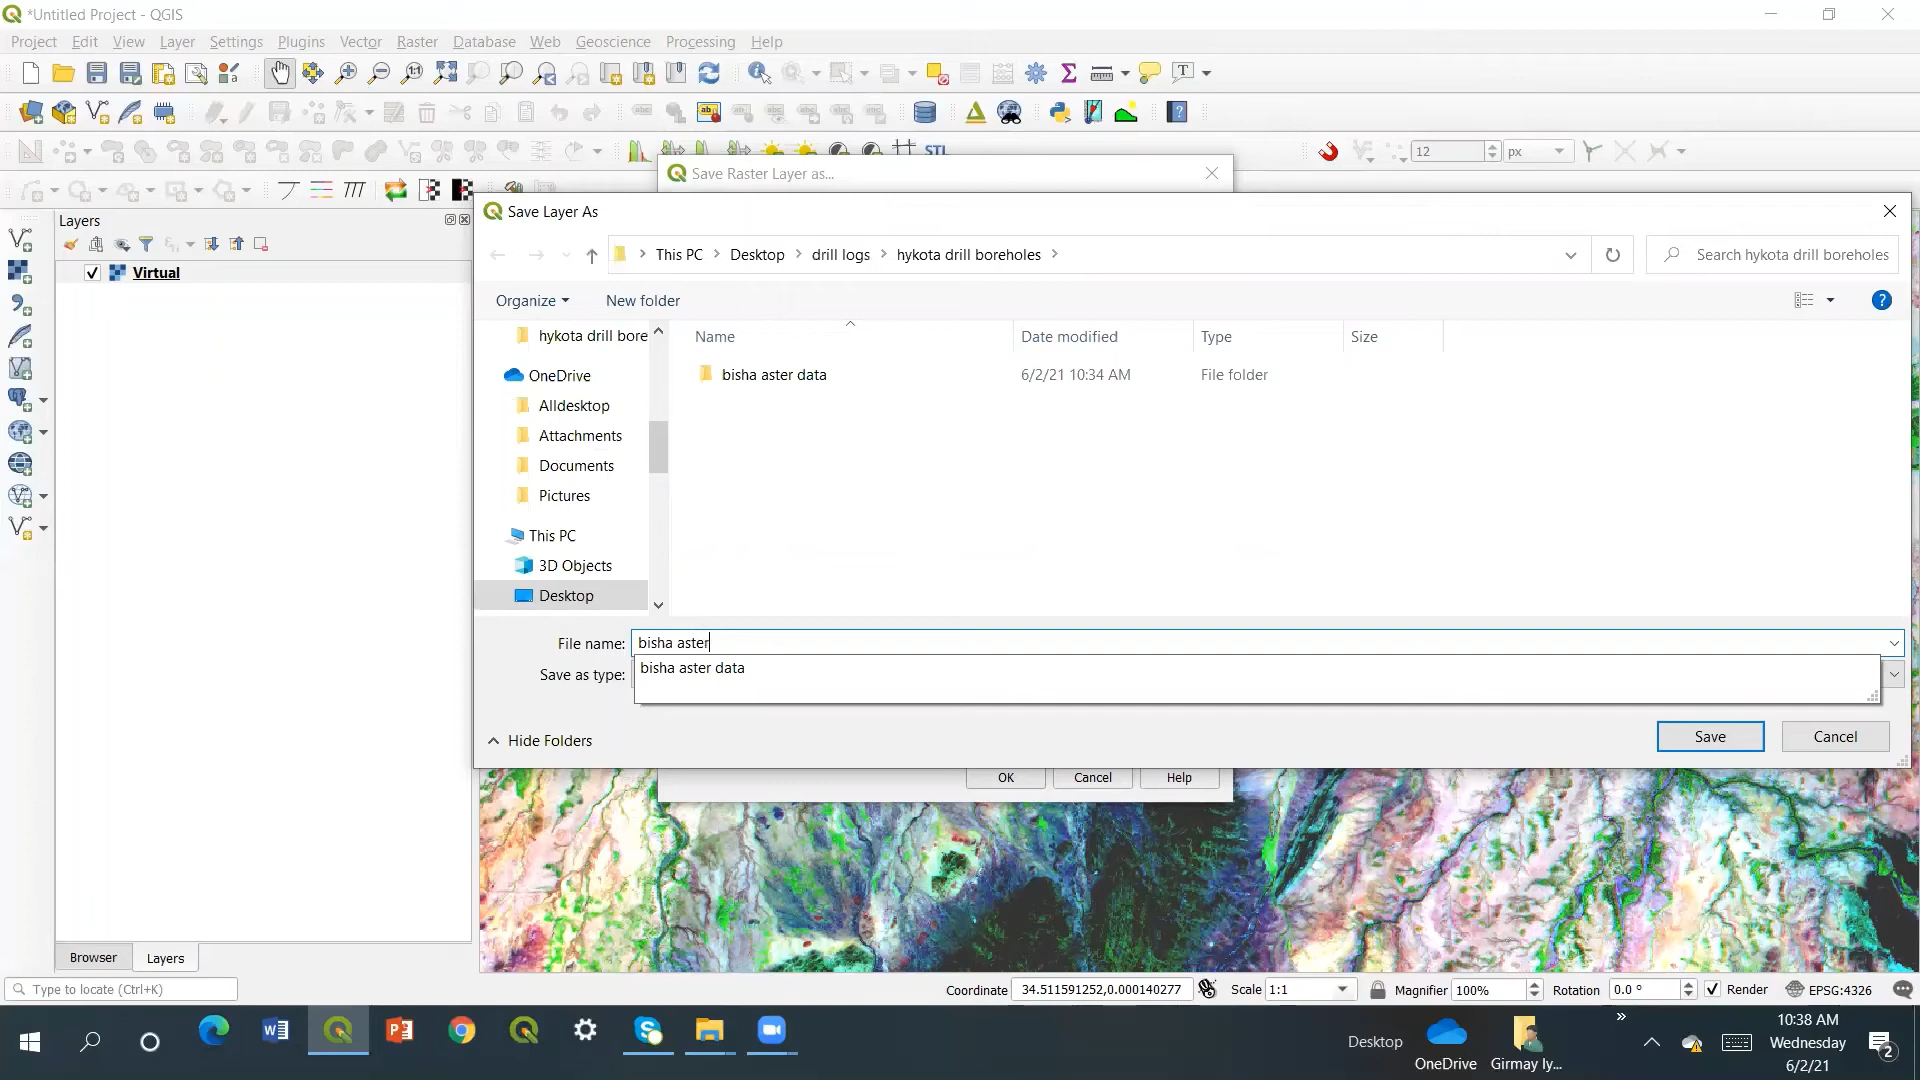 *Untitled Project - QGIS
Project Edit View Layer Settings Plugins Vector Raster Database Web Geoscience Processing Help
12 px
STL
Save Raster Layer as...
Layers
Virtual
Save Layer As
This PC Desktop drill logs hykota drill boreholes
Search hykota drill boreholes
Organize New folder
hykota drill bore
OneDrive
Alldesktop
Attachments
Documents
Pictures
This PC
3D Objects
Desktop
Name Date modified Type Size
bisha aster data 6/2/21 10:34 AM File folder
File name: bisha aster
bisha aster data
Save as type:
Hide Folders
Save Cancel
OK Cancel Help
Browser Layers
Type to locate (Ctrl+K)
Coordinate 34.511591252,0.000140277 Scale 1:1 Magnifier 100% Rotation 0.0 ° Render EPSG:4326
Desktop
OneDrive
Girmay ly...
10:38 AM
Wednesday
6/2/21
2